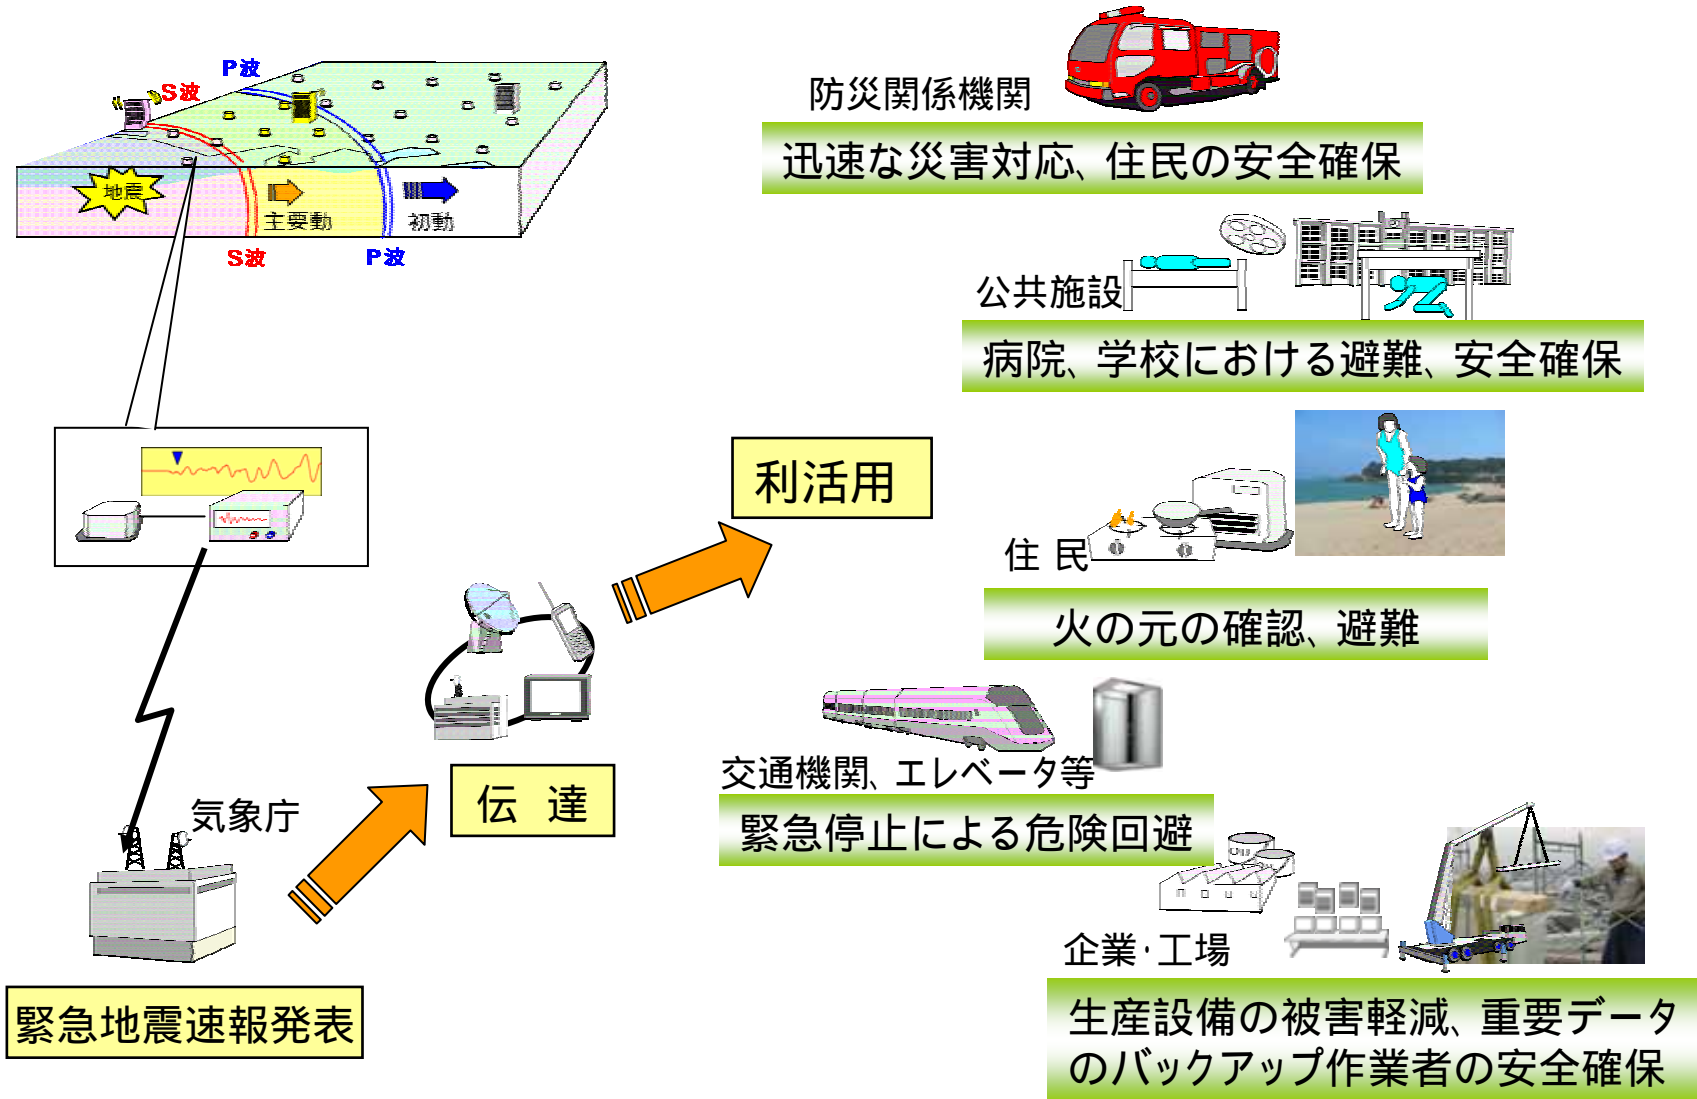 P波
S波
地震
主要動
初動
S波
P波
気象庁
緊急地震速報発表
伝 達
利活用
防災関係機関
迅速な災害対応、住民の安全確保
公共施設
病院、学校における避難、安全確保
住 民
火の元の確認、避難
交通機関、エレベータ等
緊急停止による危険回避
企業・工場
生産設備の被害軽減、重要データ
のバックアップ作業者の安全確保